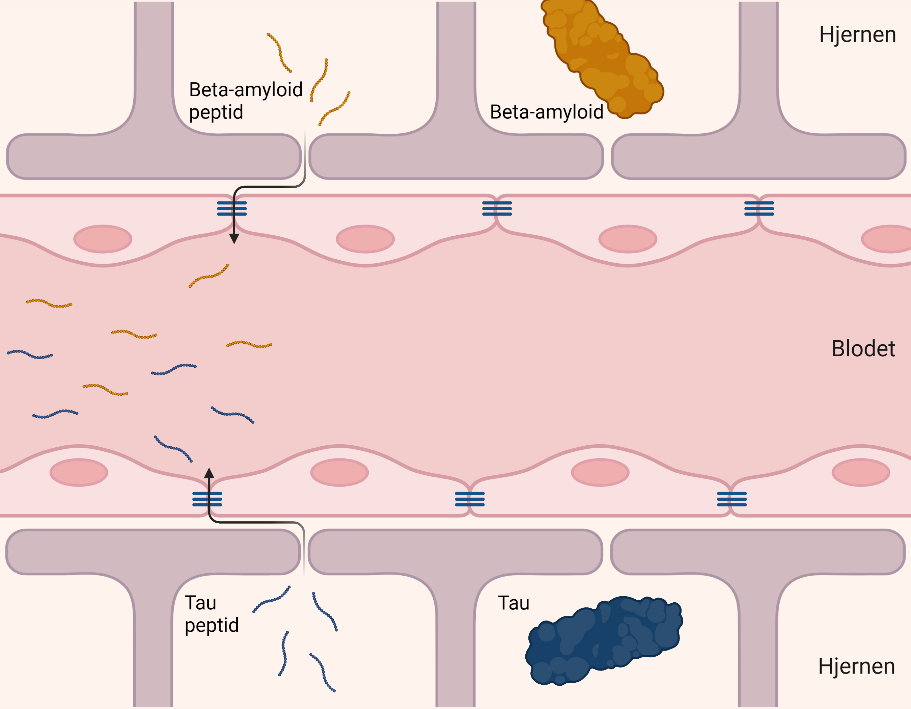 Hjernen
Beta-amyloid
peptid
Beta-amyloid
Blodet
Tau
peptid
Tau
Hjernen